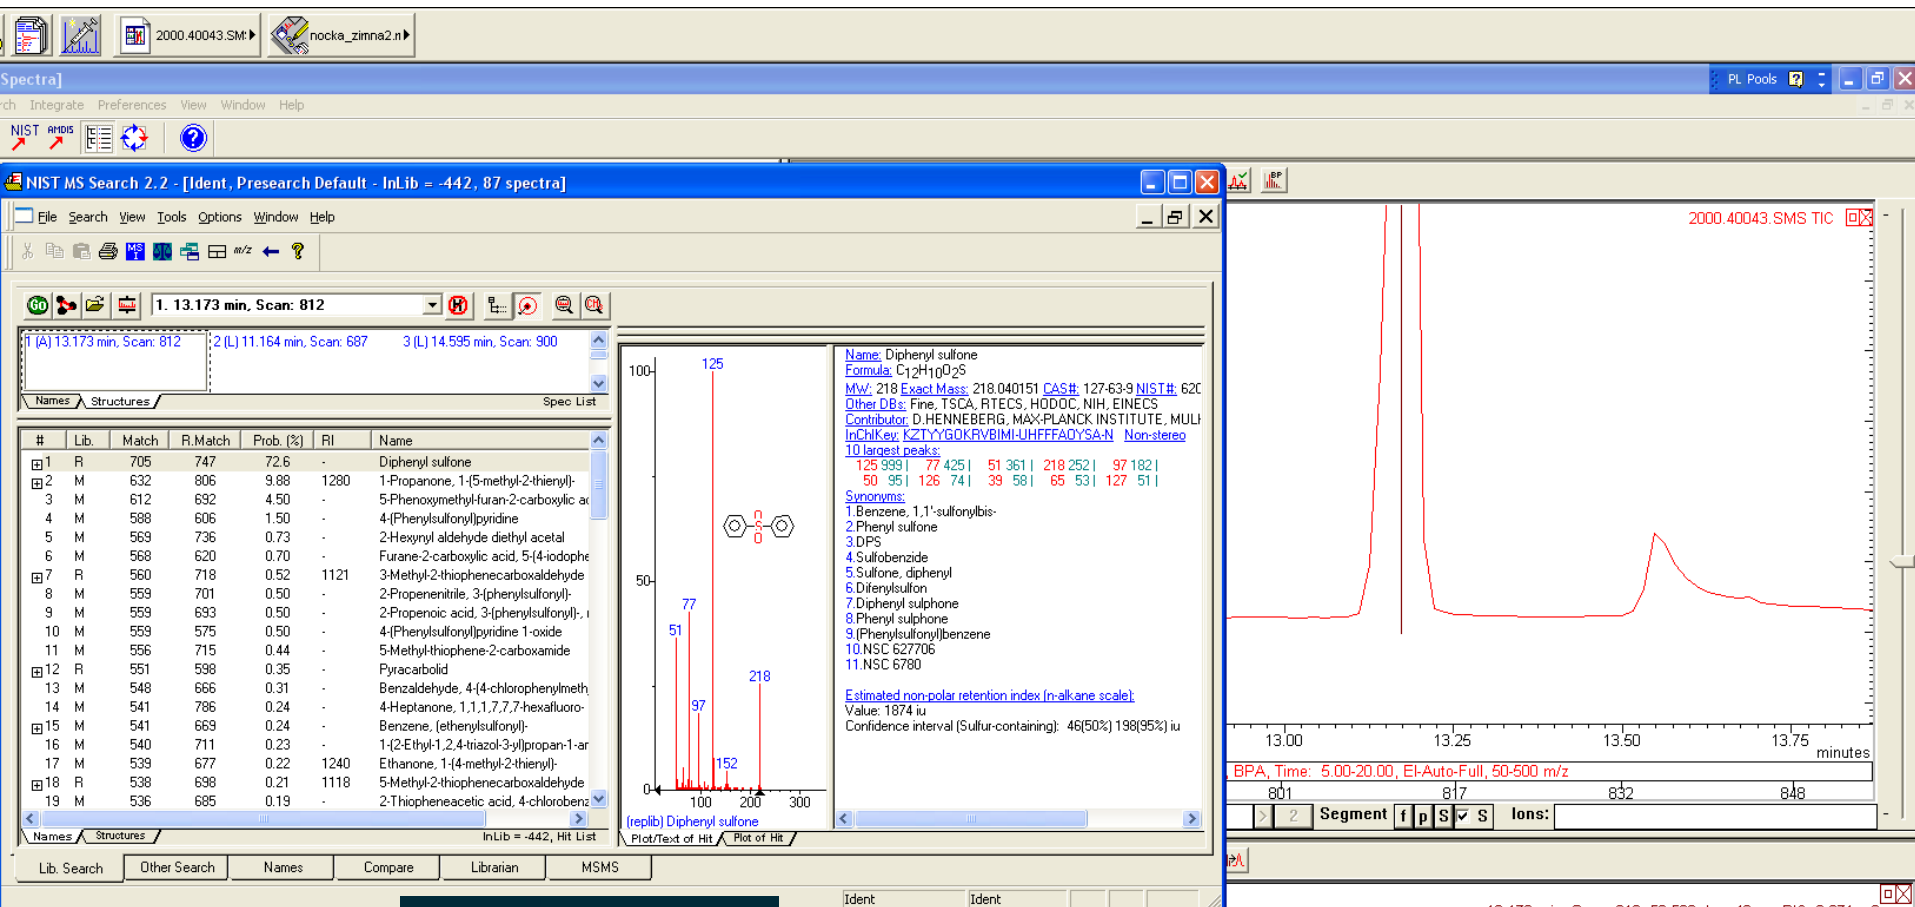 2000.40043.SM
nocka_zimna2.n
Spectra]
PL Pools
Integrate Preferences View Window Help
NIST AMDIS
NIST MS Search 2.2 - [Ident, Presearch Default - InLib = -442, 87 spectra]
File Search View Tools Options Window Help
MS
m/z
BP
2000.40043.SMS TIC
GO
1. 13.173 min, Scan: 812
1 (A) 13.173 min, Scan: 812 2 (L) 11.164 min, Scan: 687 3 (L) 14.595 min, Scan: 900
Names Structures Spec List
# Lib. Match R.Match Prob. (%) RI Name
1 R 705 747 72.6 - Diphenyl sulfone
2 M 632 806 9.88 1280 1-Propanone, 1-(5-methyl-2-thienyl)-
3 M 612 692 4.50 - 5-Phenoxymethyl-furan-2-carboxylic ac
4 M 588 606 1.50 - 4-(Phenylsulfonyl)pyridine
5 M 569 736 0.73 - 2-Hexynyl aldehyde diethyl acetal
6 M 568 620 0.70 - Furane-2-carboxylic acid, 5-(4-iodophe
7 R 560 718 0.52 1121 3-Methyl-2-thiophenecarboxaldehyde
8 M 559 701 0.50 - 2-Propenenitrile, 3-(phenylsulfonyl)-
9 M 559 693 0.50 - 2-Propenoic acid, 3-(phenylsulfonyl)-,
10 M 559 575 0.50 - 4-(Phenylsulfonyl)pyridine 1-oxide
11 M 556 715 0.44 - 5-Methyl-thiophene-2-carboxamide
12 R 551 598 0.35 - Pyracarbolid
13 M 548 666 0.31 - Benzaldehyde, 4-(4-chlorophenylmeth
14 M 541 786 0.24 - 4-Heptanone, 1,1,1,7,7,7-hexafluoro-
15 M 541 669 0.24 - Benzene, (ethenylsulfonyl)-
16 M 540 711 0.23 - 1-(2-Ethyl-1,2,4-triazol-3-yl)propan-1-ar
17 M 539 677 0.22 1240 Ethanone, 1-(4-methyl-2-thienyl)-
18 R 538 698 0.21 1118 5-Methyl-2-thiophenecarboxaldehyde
19 M 536 685 0.19 - 2-Thiopheneacetic acid, 4-chlorobenz
Names Structures InLib = -442, Hit List
100
50
0
125
77
51
97
218
152
O
S
O
100 200 300
(replib) Diphenyl sulfone
Plot/Text of Hit Plot of Hit
Name: Diphenyl sulfone
Formula: C12H10O2S
MW: 218 Exact Mass: 218.040151 CAS#: 127-63-9 NIST#: 620
Other DBs: Fine, TSCA, RTECS, HODOC, NIH, EINECS
Contributor: D.HENNEBERG, MAX-PLANCK INSTITUTE, MULH
InChIKey: KZTYYGOKRVBIMI-UHFFFAOYSA-N Non-stereo
10 largest peaks:
125 999 | 77 425 | 51 361 | 218 252 | 97 182 |
50 95 | 126 74 | 39 58 | 65 53 | 127 51 |
Synonyms:
1.Benzene, 1,1'-sulfonylbis-
2.Phenyl sulfone
3.DPS
4.Sulfobenzide
5.Sulfone, diphenyl
6.Difenylsulfon
7.Diphenyl sulphone
8.Phenyl sulphone
9.(Phenylsulfonyl)benzene
10.NSC 627706
11.NSC 6780
Estimated non-polar retention index (n-alkane scale):
Value: 1874 iu
Confidence interval (Sulfur-containing): 46(50%) 198(95%) iu
Lib. Search Other Search Names Compare Librarian MSMS
Ident Ident
13.00 13.25 13.50 13.75
minutes
BPA, Time: 5.00-20.00, EI-Auto-Full, 50-500 m/z
801 817 832 848
2 Segment f p S S Ions: